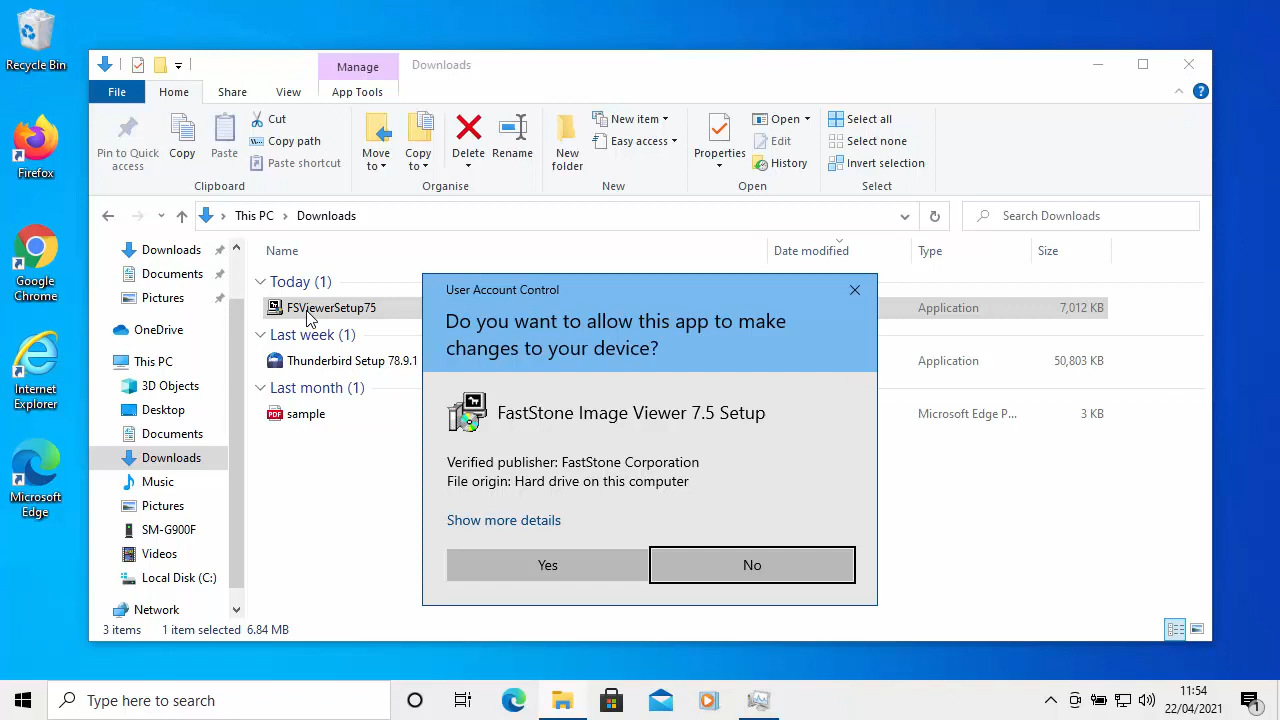 Recycle Bin
Firefox
Google
Chrome
Internet
Explorer
Microsoft
Edge
Manage
Downloads
File
Home
Share
View
App Tools
Pin to Quick
access
Copy
Paste
Cut
Copy path
Paste shortcut
Clipboard
Move
to
Copy
to
Delete
Rename
Organise
New
folder
New item
Easy access
New
Properties
Open
Edit
History
Open
Select all
Select none
Invert selection
Select
This PC
Downloads
Search Downloads
Downloads
Documents
Pictures
OneDrive
This PC
3D Objects
Desktop
Documents
Downloads
Music
Pictures
SM-G900F
Videos
Local Disk (C:)
Network
Name
Date modified
Type
Size
Today (1)
FSViewerSetup75
Application
7,012 KB
Last week (1)
Thunderbird Setup 78.9.1
Application
50,803 KB
Last month (1)
PDF
sample
Microsoft Edge P...
3 KB
User Account Control
Do you want to allow this app to make
changes to your device?
FastStone Image Viewer 7.5 Setup
Verified publisher: FastStone Corporation
File origin: Hard drive on this computer
Show more details
Yes
No
3 items
1 item selected
6.84 MB
Type here to search
11:54
22/04/2021
1